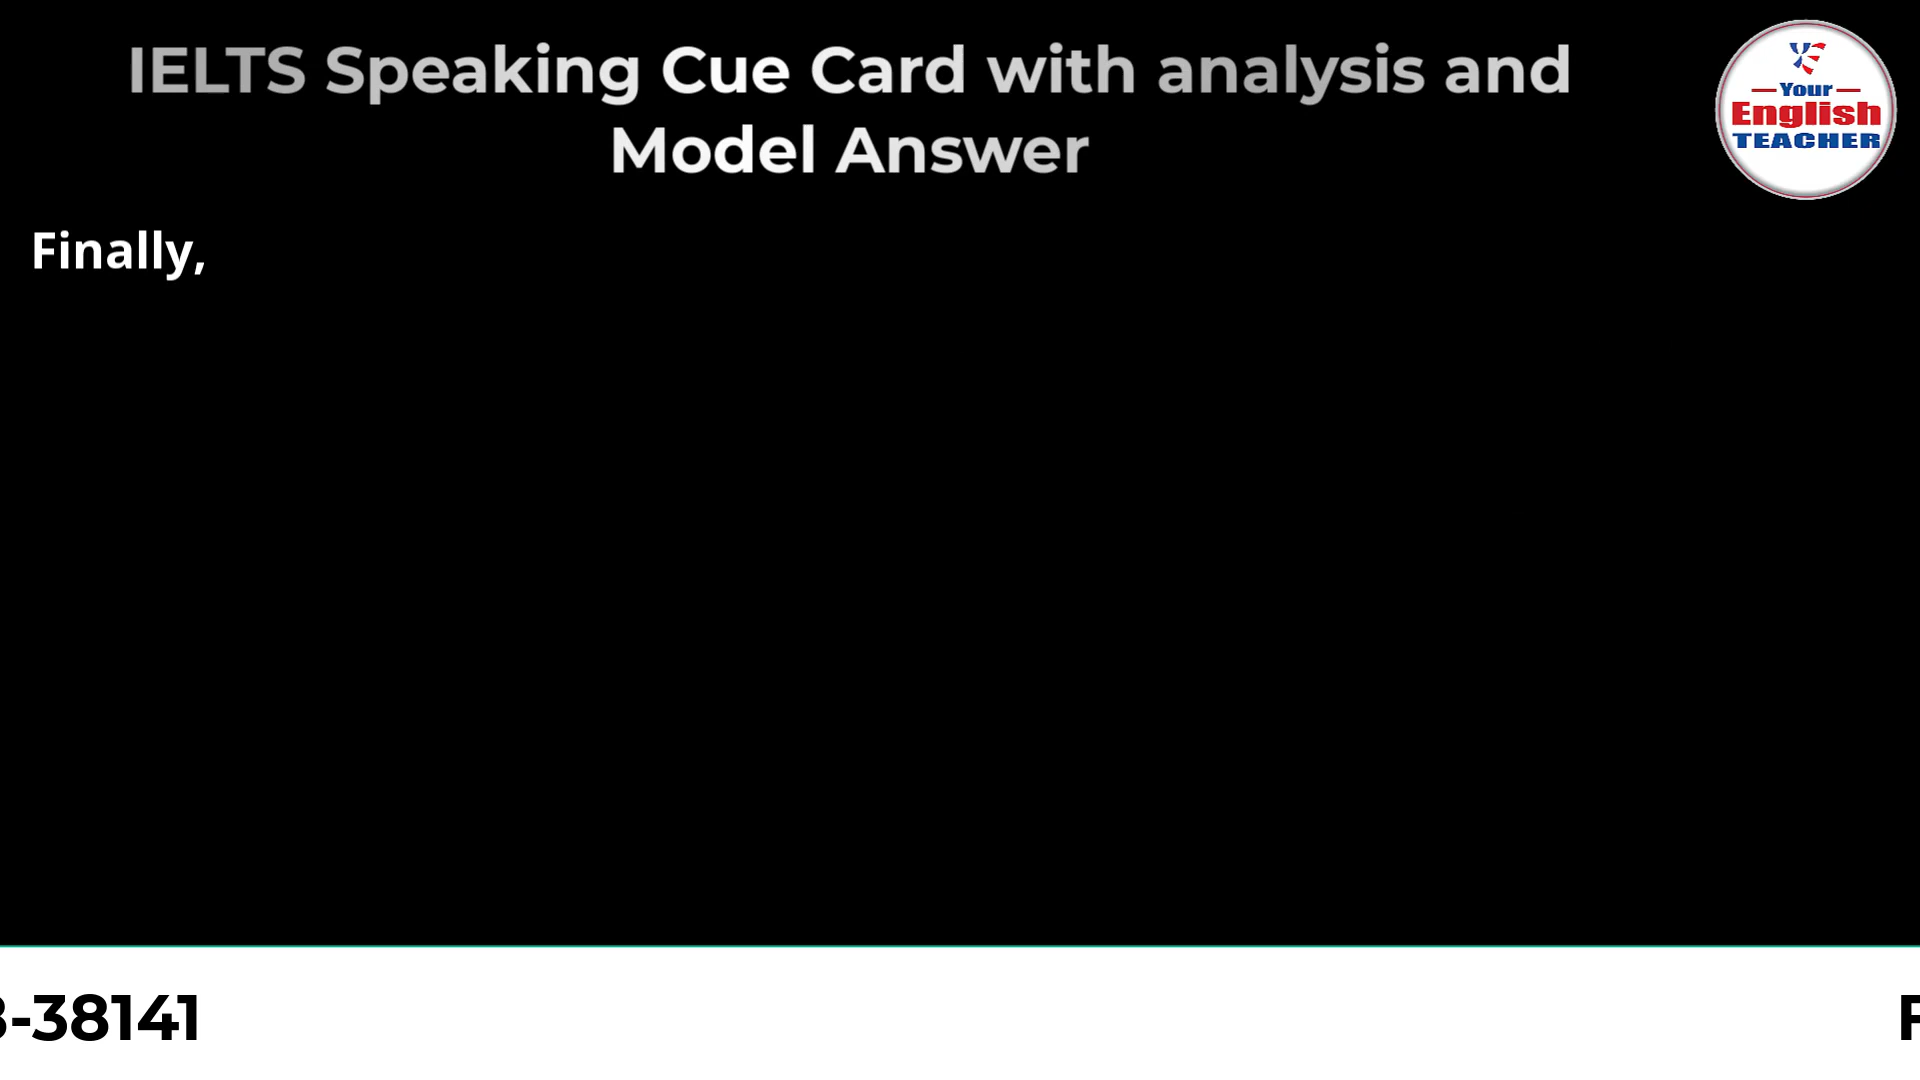 IELTS Speaking Cue Card with analysis and
Model Answer
Your
English
TEACHER
Finally,
-38141